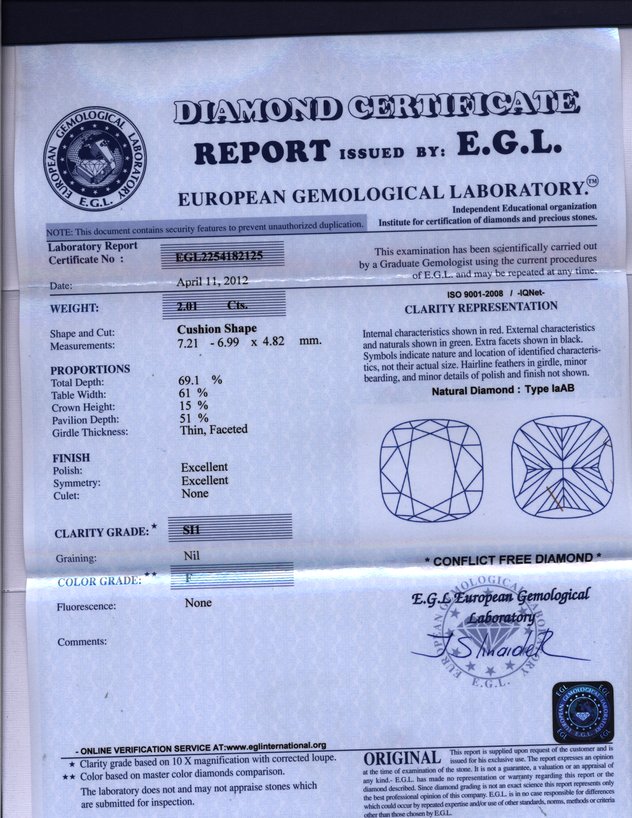 DIAMOND CERTIFICATE
REPORT ISSUED BY: E.G.L.
EUROPEAN GEMOLOGICAL LABORATORY.™
EUROPEAN GEMOLOGICAL LABORATORY
E.G.L.
Independent Educational organization
Institute for certification of diamonds and precious stones.
NOTE: This document contains security features to prevent unauthorized duplication.
Laboratory Report
Certificate No : EGL2254182125
Date: April 11, 2012
WEIGHT: 2.01 Cts.
Shape and Cut: Cushion Shape
Measurements: 7.21 - 6.99 x 4.82 mm.
PROPORTIONS
Total Depth: 69.1 %
Table Width: 61 %
Crown Height: 15 %
Pavilion Depth: 51 %
Girdle Thickness: Thin, Faceted
FINISH
Polish: Excellent
Symmetry: Excellent
Culet: None
CLARITY GRADE:★ SI1
Graining: Nil
COLOR GRADE:★★ F
Fluorescence: None
Comments:
This examination has been scientifically carried out
by a Graduate Gemologist using the current procedures
of E.G.L. and may be repeated at any time.
ISO 9001-2008 / -IQNet-
CLARITY REPRESENTATION
Internal characteristics shown in red. External characteristics
and naturals shown in green. Extra facets shown in black.
Symbols indicate nature and location of identified characteris-
tics, not their actual size. Hairline feathers in girdle, minor
bearding, and minor details of polish and finish not shown.
Natural Diamond : Type IaAB
* CONFLICT FREE DIAMOND *
E.G.L European Gemological
Laboratory
EUROPEAN GEMOLOGICAL LABORATORY
E.G.L.
EGL EGL
EUROPEAN GEMOLOGICAL LABORATORY
EGL EGL
- ONLINE VERIFICATION SERVICE AT:www.eglinternational.org
★ Clarity grade based on 10 X magnification with corrected loupe.
★★ Color based on master color diamonds comparison.
The laboratory does not and may not appraise stones which
are submitted for inspection.
ORIGINAL This report is supplied upon request of the customer and is
issued for his exclusive use. The report expresses an opinion
at the time of examination of the stone. It is not a guarantee, a valuation or an appraisal of
any kind.- E.G.L. has made no representation or warranty regarding this report or the
diamond described. Since diamond grading is not an exact science this report represents only
the best professional opinion of this company. E.G.L. is in no case responsible for differences
which could occur by repeated expertise and/or use of other standards, norms, methods or criteria
other than those chosen by E.G.L.